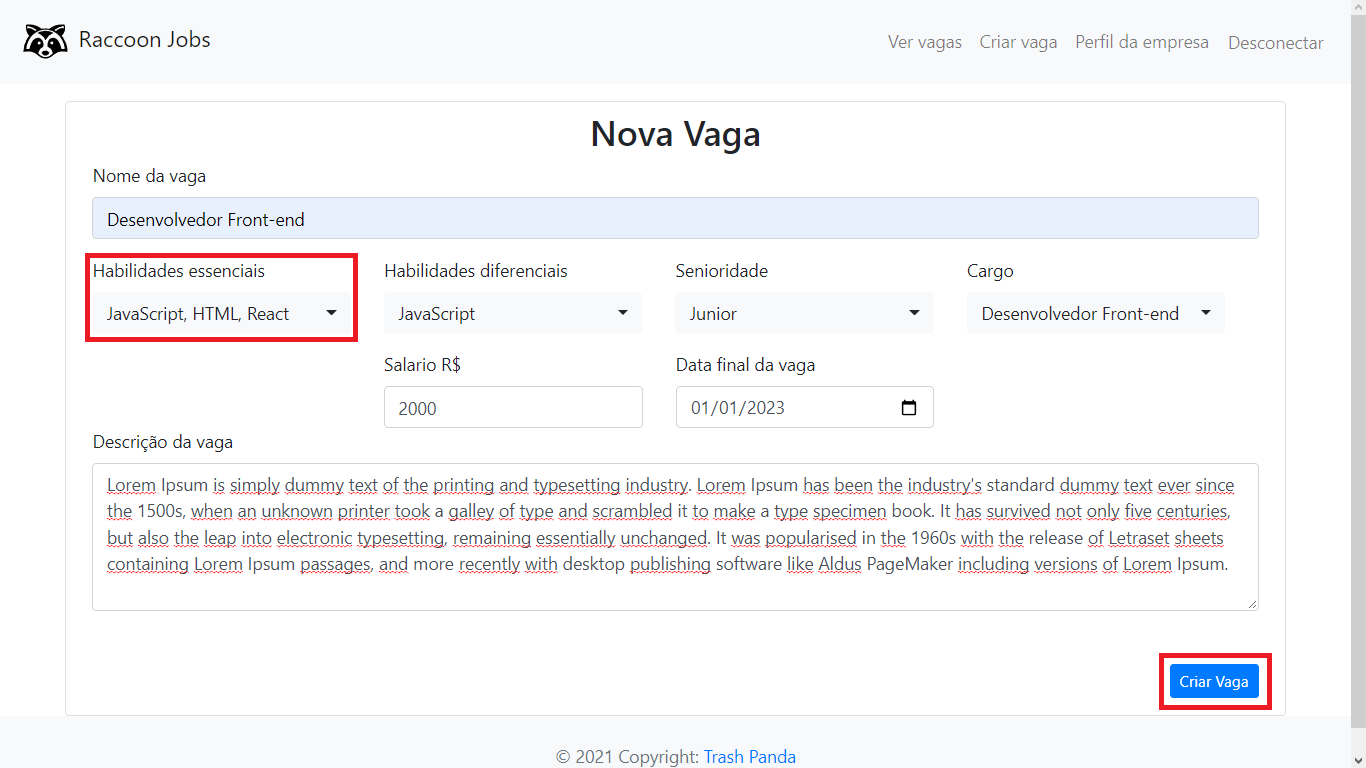 Raccoon Jobs
Ver vagas Criar vaga Perfil da empresa Desconectar
Nova Vaga
Nome da vaga
Desenvolvedor Front-end
Habilidades essenciais Habilidades diferenciais Senioridade Cargo
JavaScript, HTML, React JavaScript Junior Desenvolvedor Front-end
Salario R$ Data final da vaga
2000 01/01/2023
Descrição da vaga
Lorem Ipsum is simply dummy text of the printing and typesetting industry. Lorem Ipsum has been the industry's standard dummy text ever since
the 1500s, when an unknown printer took a galley of type and scrambled it to make a type specimen book. It has survived not only five centuries,
but also the leap into electronic typesetting, remaining essentially unchanged. It was popularised in the 1960s with the release of Letraset sheets
containing Lorem Ipsum passages, and more recently with desktop publishing software like Aldus PageMaker including versions of Lorem Ipsum.
Criar Vaga
© 2021 Copyright: Trash Panda